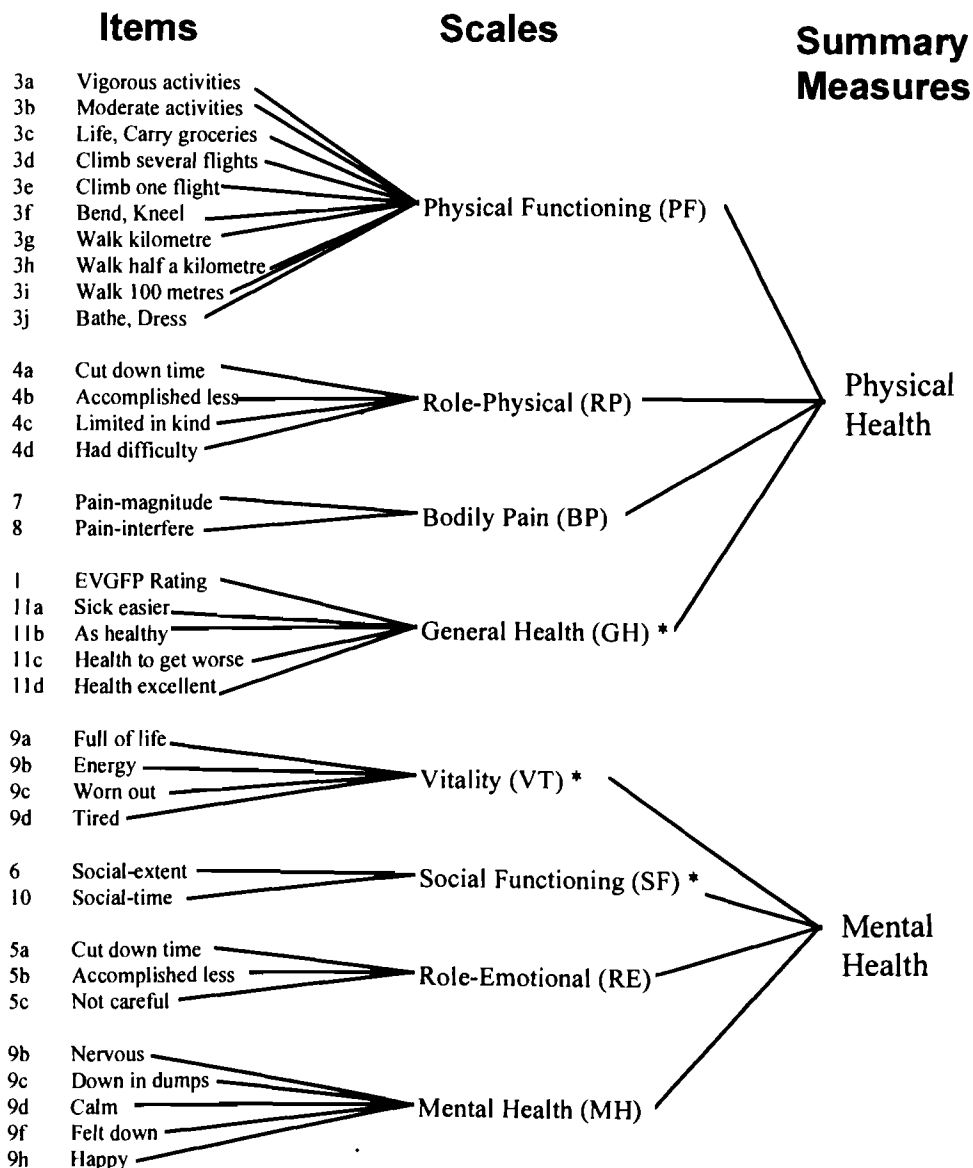 Items Scales Summary Measures
3a Vigorous activities
3b Moderate activities
3c Life, Carry groceries
3d Climb several flights
3e Climb one flight
3f Bend, Kneel
3g Walk kilometre
3h Walk half a kilometre
3i Walk 100 metres
3j Bathe, Dress
Physical Functioning (PF)
4a Cut down time
4b Accomplished less
4c Limited in kind
4d Had difficulty
Role-Physical (RP)
Physical
Health
7 Pain-magnitude
8 Pain-interfere
Bodily Pain (BP)
1 EVGFP Rating
11a Sick easier
11b As healthy
11c Health to get worse
11d Health excellent
General Health (GH) *
9a Full of life
9b Energy
9c Worn out
9d Tired
Vitality (VT) *
6 Social-extent
10 Social-time
Social Functioning (SF) *
5a Cut down time
5b Accomplished less
5c Not careful
Role-Emotional (RE)
Mental
Health
9b Nervous
9c Down in dumps
9d Calm
9f Felt down
9h Happy
Mental Health (MH)